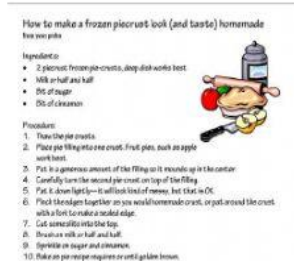 How to make a frozen piecrust look (and taste) homemade
Ingredients:
• 2 piecrust frozen pie-crusts, deep dish works best
• Milk or half and half
• Bit of sugar
• Bit of cinnamon
Procedure:
1. Thaw the pie crusts.
2. Place pie filling into one crust. Fruit pies, such as apple
work best.
3. Put in a generous amount of the filling so it mounds up in the center
4. Carefully turn the second pie crust on top of the filling.
5. Pat it down lightly—it will look kind of messy, but that is OK.
6. Pinch the edges together as you would homemade crust, or pat around the crust
with a fork to make a sealed edge.
7. Cut some slits into the top.
8. Brush on milk or half and half.
9. Sprinkle on sugar and cinnamon.
10. Bake as pie recipe requires or until golden brown.